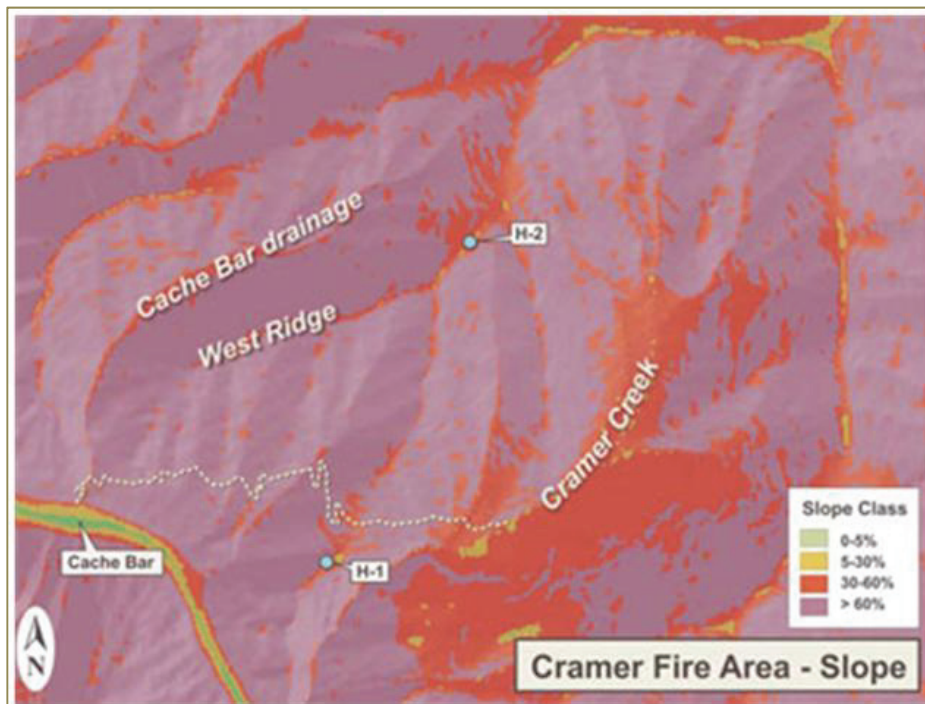 Cache Bar drainage
H-2
West Ridge
Cramer Creek
Cache Bar
H-1
N
Slope Class
0-5%
5-30%
30-60%
> 60%
Cramer Fire Area - Slope